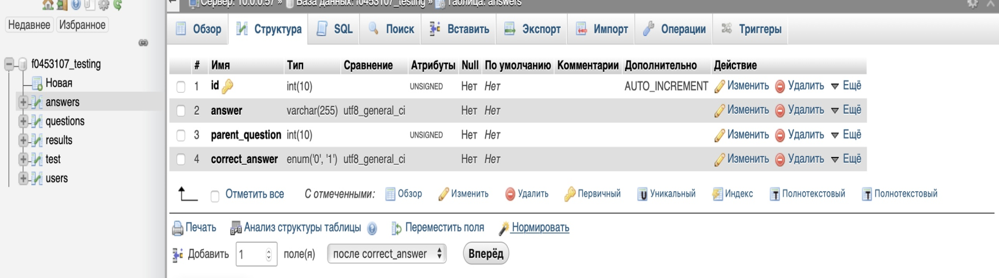 Сервер: 10.0.0.57 » База данных: f0453107_testing » Таблица: answers
Недавнее Избранное
Обзор Структура SQL Поиск Вставить Экспорт Импорт Операции Триггеры
f0453107_testing
Новая
answers
questions
results
test
users
# Имя Тип Сравнение Атрибуты Null По умолчанию Комментарии Дополнительно Действие
1 id int(10) UNSIGNED Нет Нет AUTO_INCREMENT Изменить Удалить Ещё
2 answer varchar(255) utf8_general_ci Нет Нет Изменить Удалить Ещё
3 parent_question int(10) UNSIGNED Нет Нет Изменить Удалить Ещё
4 correct_answer enum('0', '1') utf8_general_ci Нет Нет Изменить Удалить Ещё
Отметить все С отмеченными: Обзор Изменить Удалить Первичный Уникальный Индекс Полнотекстовый Полнотекстовый
Печать Анализ структуры таблицы Переместить поля Нормировать
Добавить 1 поле(я) после correct_answer Вперёд